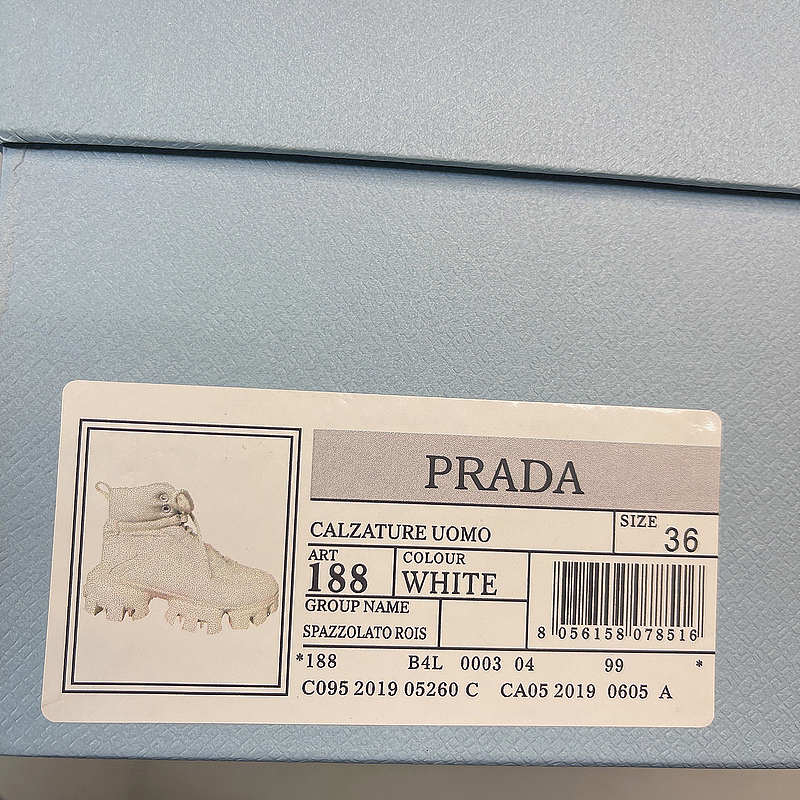 PRADA
CALZATURE UOMO
SIZE 36
ART 188
COLOUR WHITE
GROUP NAME
SPAZZOLATO ROIS
8 056158 078516
*188 B4L 0003 04 99 *
C095 2019 05260 C CA05 2019 0605 A